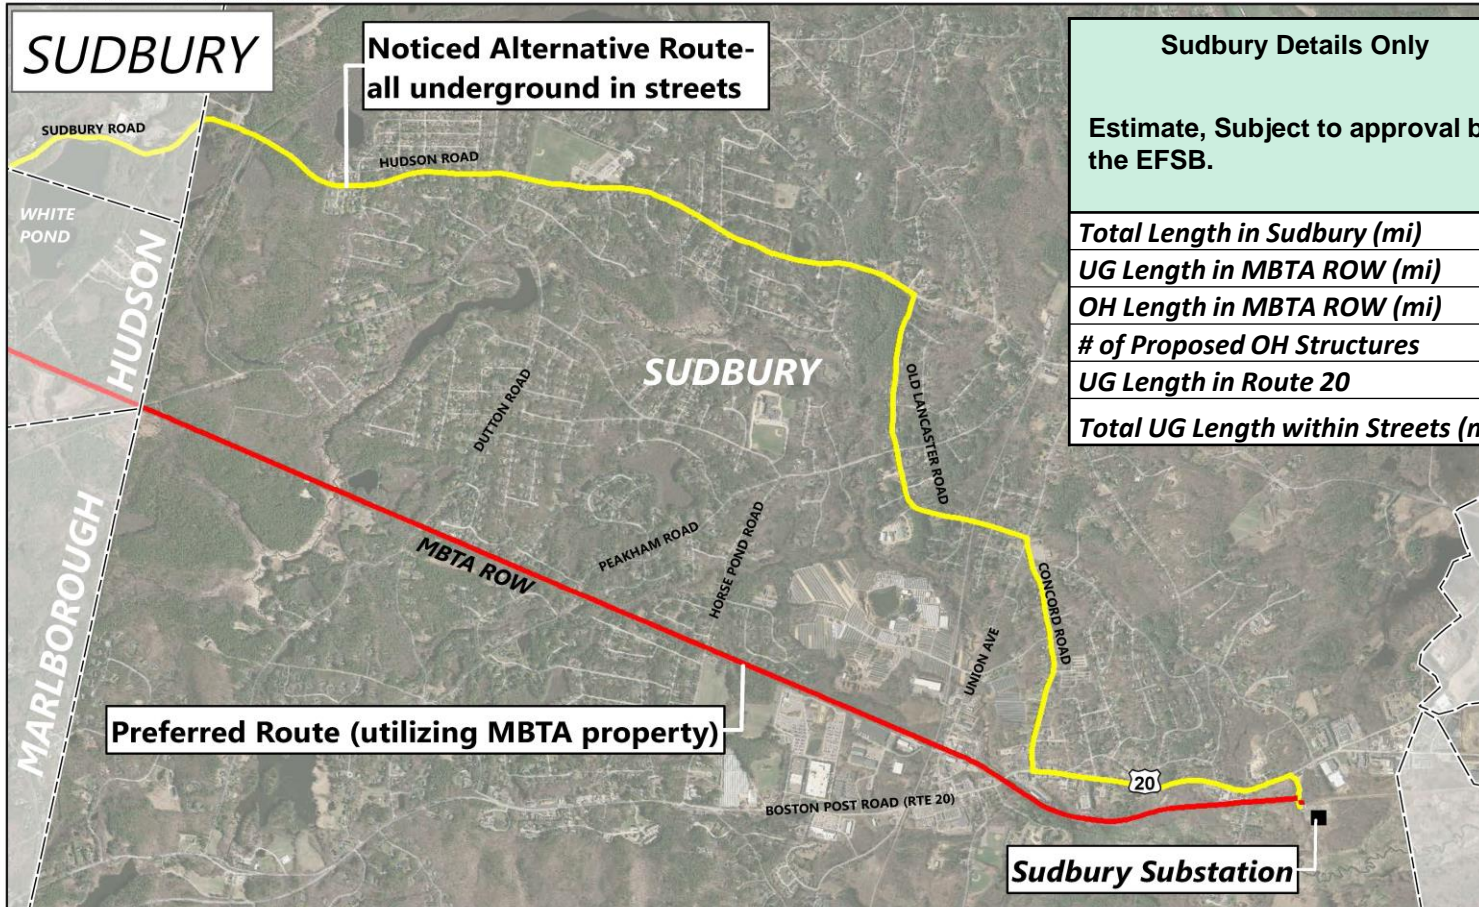 SUDBURY
Noticed Alternative Route-
all underground in streets
Sudbury Details Only
Estimate, Subject to approval b
the EFSB.
Total Length in Sudbury (mi)
UG Length in MBTA ROW (mi)
OH Length in MBTA ROW (mi)
# of Proposed OH Structures
UG Length in Route 20
Total UG Length within Streets (m
SUDBURY ROAD
HUDSON ROAD
WHITE
POND
HUDSON
SUDBURY
OLD LANCASTER ROAD
DUTTON ROAD
MARLBOROUGH
MBTA ROW
PEAKHAM ROAD
HORSE POND ROAD
CONCORD ROAD
UNION AVE
Preferred Route (utilizing MBTA property)
20
BOSTON POST ROAD (RTE 20)
Sudbury Substation